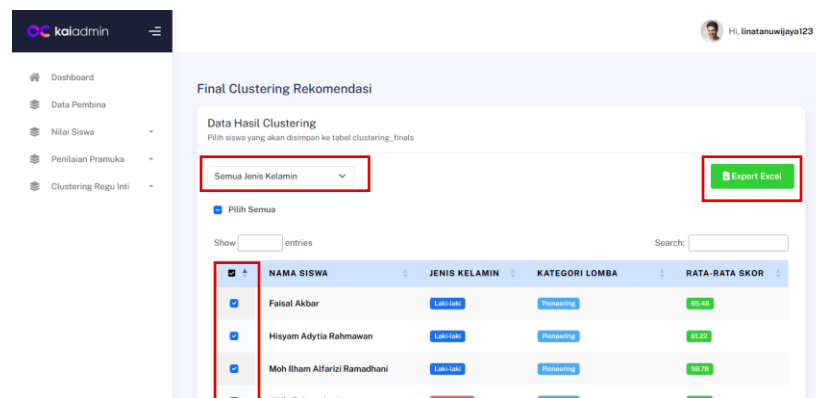 kaiadmin
Hi, linatanuwijaya123
Dashboard
Data Pembina
Nilai Siswa
Penilaian Pramuka
Clustering Regu Inti
Final Clustering Rekomendasi
Data Hasil Clustering
Pilih siswa yang akan disimpan ke tabel clustering_finals
Semua Jenis Kelamin
Export Excel
Pilih Semua
Show entries Search:
NAMA SISWA JENIS KELAMIN KATEGORI LOMBA RATA-RATA SKOR
Faisal Akbar Laki-laki Pioneering 65.48
Hisyam Adytia Rahmawan Laki-laki Pioneering 61.22
Moh Ilham Alfarizi Ramadhani Laki-laki Pioneering 59.78